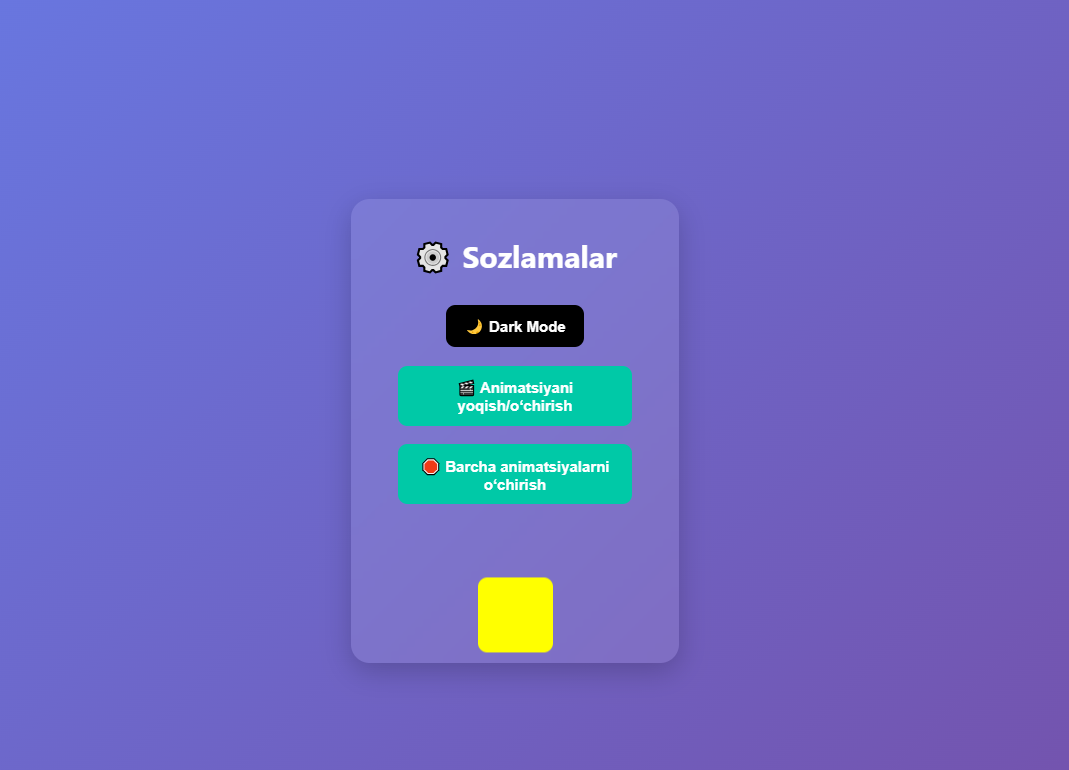 Sozlamalar
Dark Mode
Animatsiyani
yoqish/o‘chirish
Barcha animatsiyalarni
o‘chirish